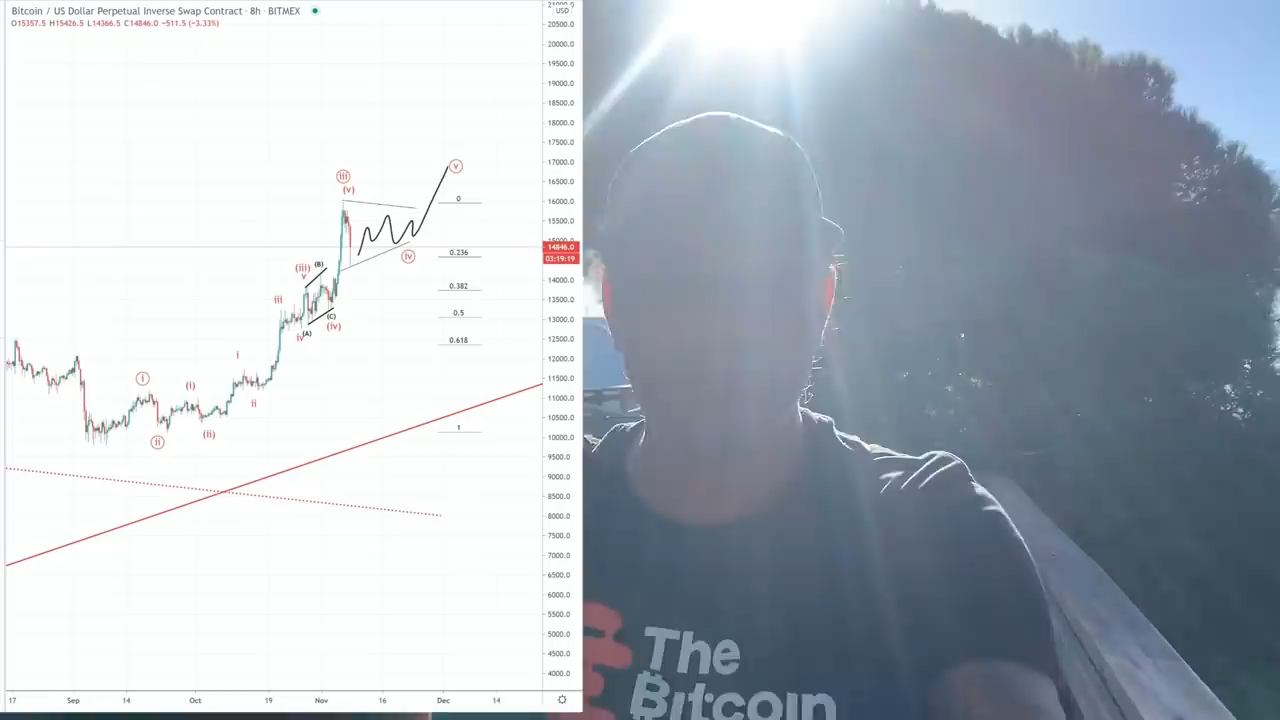 Bitcoin / US Dollar Perpetual Inverse Swap Contract · 8h · BITMEX
O15357.5 H15426.5 L14366.5 C14846.0 -511.5 (-3.33%)
USD
20500.0
20000.0
19500.0
19000.0
18500.0
18000.0
17500.0
17000.0
16500.0
16000.0
15500.0
14846.0
03:19:19
14000.0
13500.0
13000.0
12500.0
12000.0
11500.0
11000.0
10500.0
10000.0
9500.0
9000.0
8500.0
8000.0
7500.0
7000.0
6500.0
6000.0
5500.0
5000.0
4500.0
4000.0
v
iii
(v)
0
0.236
iv
(iii)
v
(B)
0.382
iii
0.5
(C)
(iv)
iv
(A)
0.618
i
i
(i)
ii
1
(ii)
ii
17
Sep
14
Oct
19
Nov
16
Dec
14
The
Bitcoin